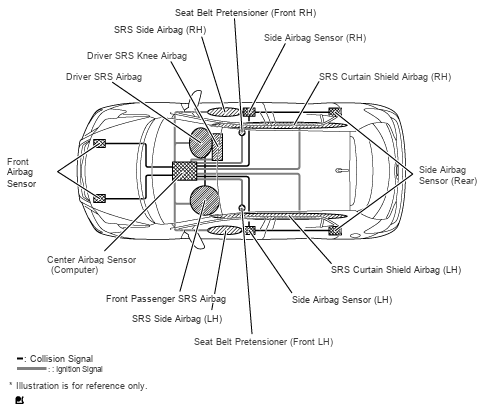 Seat Belt Pretensioner (Front RH)
SRS Side Airbag (RH)
Side Airbag Sensor (RH)
Driver SRS Knee Airbag
Driver SRS Airbag
SRS Curtain Shield Airbag (RH)
Front
Airbag
Sensor
Side Airbag
Sensor (Rear)
Center Airbag Sensor
(Computer)
SRS Curtain Shield Airbag (LH)
Front Passenger SRS Airbag
Side Airbag Sensor (LH)
SRS Side Airbag (LH)
Seat Belt Pretensioner (Front LH)
: Collision Signal
: : Ignition Signal
* Illustration is for reference only.